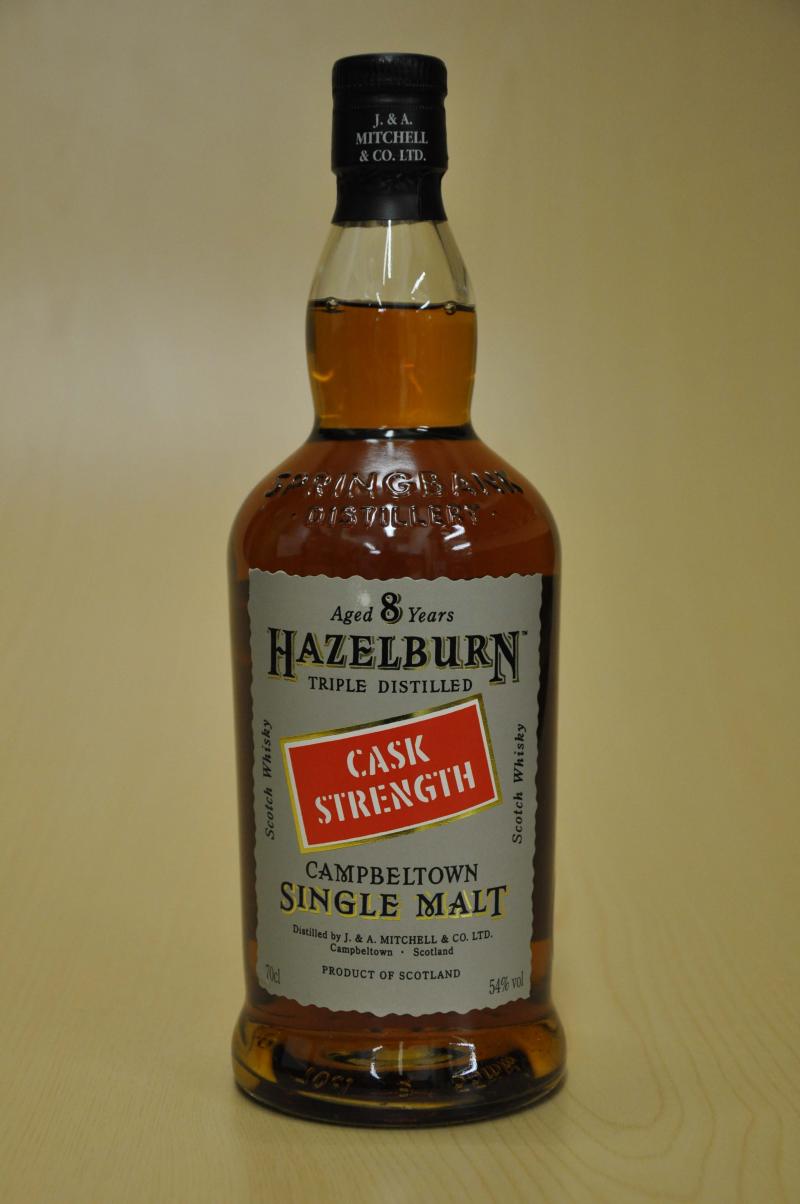 J. & A.
MITCHELL
& CO. LTD.
SPRINGBANK
· DISTILLERY ·
Aged 8 Years
HAZELBURN™
TRIPLE DISTILLED
CASK
STRENGTH
Scotch Whisky
Scotch Whisky
CAMPBELTOWN
SINGLE MALT
Distilled by J. & A. MITCHELL & CO. LTD.
Campbeltown · Scotland
PRODUCT OF SCOTLAND
70cl
54% vol